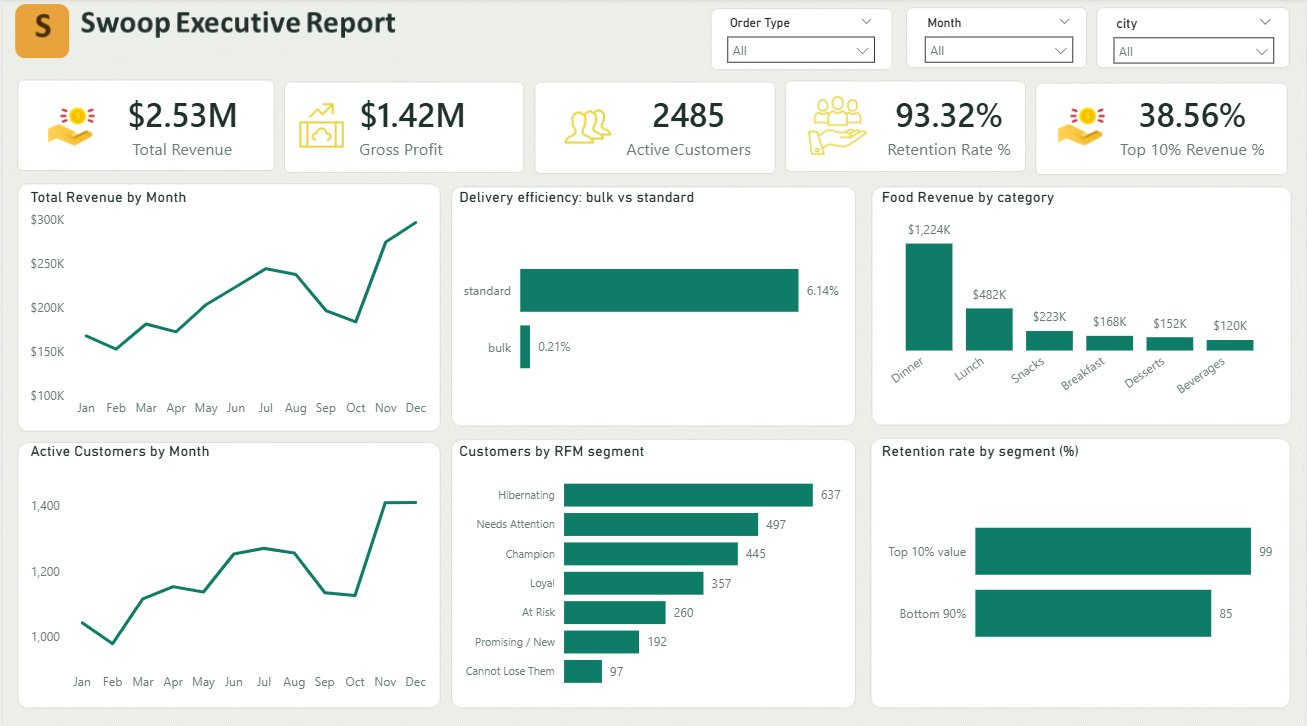 S
Swoop Executive Report
Order Type
All
Month
All
city
All
$2.53M
Total Revenue
$1.42M
Gross Profit
2485
Active Customers
93.32%
Retention Rate %
38.56%
Top 10% Revenue %
Total Revenue by Month
$300K
$250K
$200K
$150K
$100K
Jan Feb Mar Apr May Jun Jul Aug Sep Oct Nov Dec
Delivery efficiency: bulk vs standard
standard 6.14%
bulk 0.21%
Food Revenue by category
$1,224K
$482K
$223K
$168K
$152K
$120K
Dinner Lunch Snacks Breakfast Desserts Beverages
Active Customers by Month
1,400
1,200
1,000
Jan Feb Mar Apr May Jun Jul Aug Sep Oct Nov Dec
Customers by RFM segment
Hibernating 637
Needs Attention 497
Champion 445
Loyal 357
At Risk 260
Promising / New 192
Cannot Lose Them 97
Retention rate by segment (%)
Top 10% value 99
Bottom 90% 85